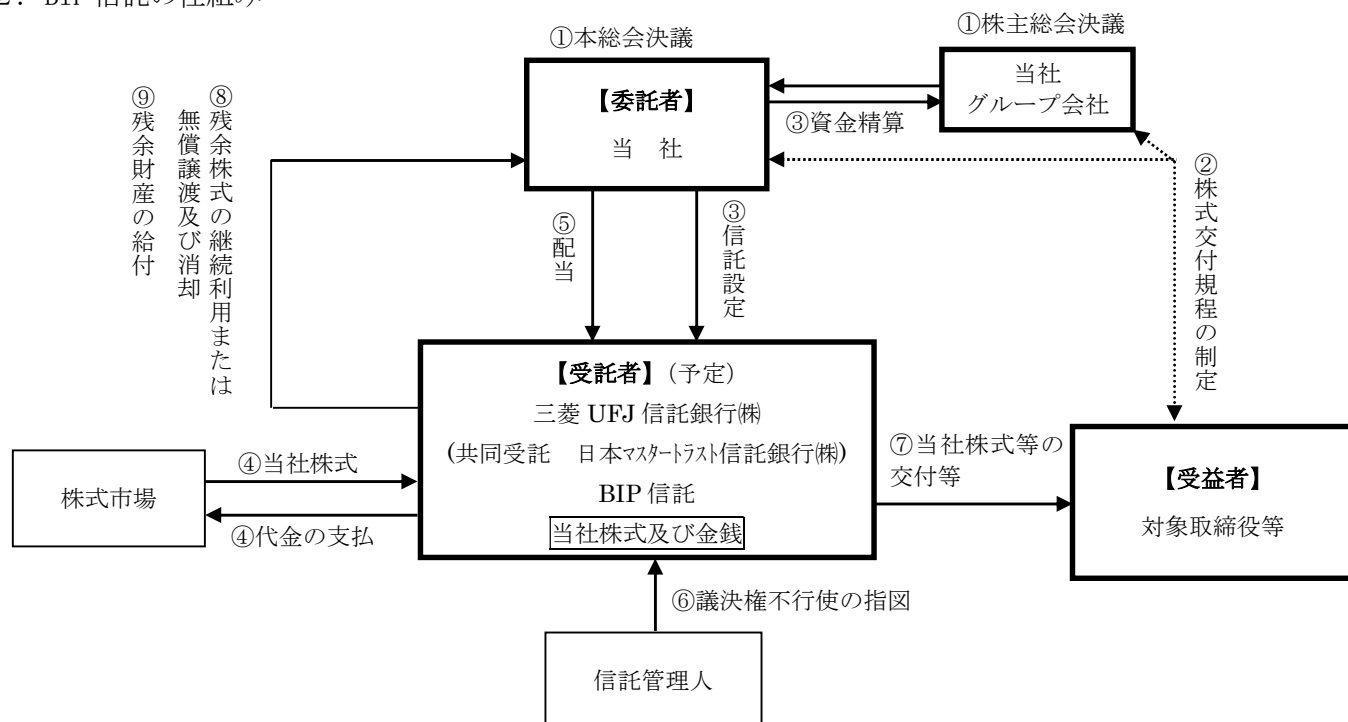 2. BIP 信託の仕組み
①本総会決議
①株主総会決議
【委託者】
当 社
当社
グループ会社
③資金精算
⑧残余株式の継続利用または
無償譲渡及び消却
⑨残余財産の給付
⑤配当
③信託設定
②株式交付規程の制定
【受託者】(予定)
三菱 UFJ 信託銀行㈱
(共同受託 日本マスタートラスト信託銀行㈱)
BIP 信託
当社株式及び金銭
株式市場
④当社株式
④代金の支払
⑦当社株式等の
交付等
【受益者】
対象取締役等
⑥議決権不行使の指図
信託管理人